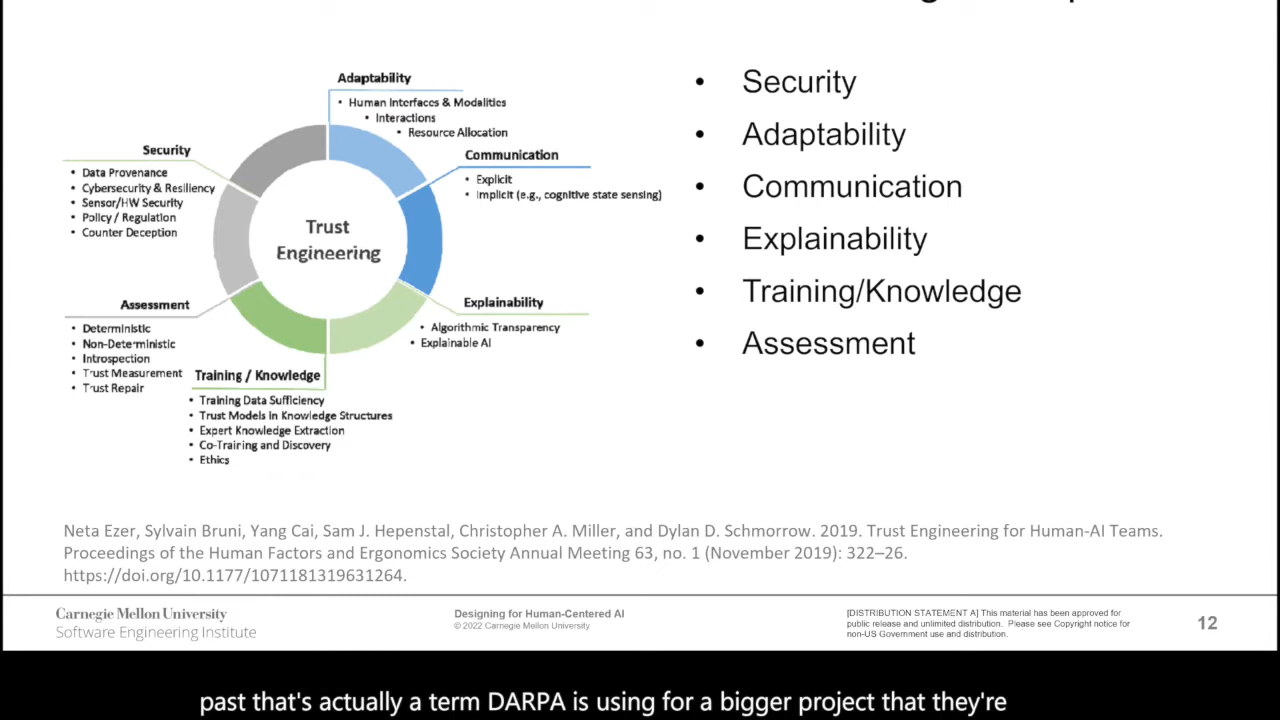 Adaptability
• Human Interfaces & Modalities
• Interactions
• Resource Allocation
Communication
• Explicit
• Implicit (e.g., cognitive state sensing)
Security
• Data Provenance
• Cybersecurity & Resiliency
• Sensor/HW Security
• Policy / Regulation
• Counter Deception
Trust
Engineering
Explainability
• Algorithmic Transparency
• Explainable AI
Assessment
• Deterministic
• Non-Deterministic
• Introspection
• Trust Measurement
• Trust Repair
Training / Knowledge
• Training Data Sufficiency
• Trust Models in Knowledge Structures
• Expert Knowledge Extraction
• Co-Training and Discovery
• Ethics
• Security
• Adaptability
• Communication
• Explainability
• Training/Knowledge
• Assessment
Neta Ezer, Sylvain Bruni, Yang Cai, Sam J. Hepenstal, Christopher A. Miller, and Dylan D. Schmorrow. 2019. Trust Engineering for Human-AI Teams.
Proceedings of the Human Factors and Ergonomics Society Annual Meeting 63, no. 1 (November 2019): 322–26.
https://doi.org/10.1177/1071181319631264.
Carnegie Mellon University
Software Engineering Institute
Designing for Human-Centered AI
© 2022 Carnegie Mellon University
[DISTRIBUTION STATEMENT A] This material has been approved for
public release and unlimited distribution. Please see Copyright notice for
non-US Government use and distribution.
12
past that's actually a term DARPA is using for a bigger project that they're